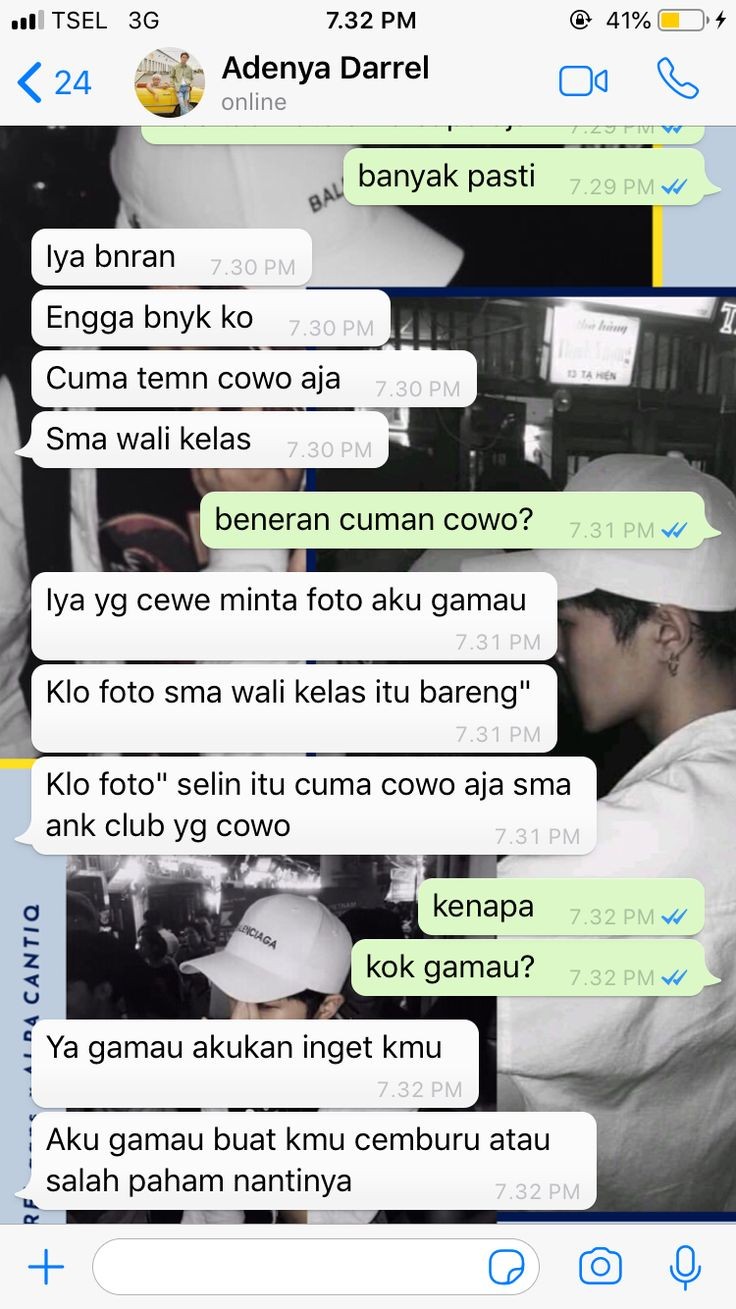 TSEL 3G 7.32 PM 41%
24 Adenya Darrel
online
7.29 PM
banyak pasti 7.29 PM
BAL
Iya bnran 7.30 PM
Engga bnyk ko 7.30 PM
Cuma temn cowo aja 7.30 PM
Sma wali kelas 7.30 PM
13 TẠ HIỆN
beneran cuman cowo? 7.31 PM
Iya yg cewe minta foto aku gamau
7.31 PM
Klo foto sma wali kelas itu bareng"
7.31 PM
Klo foto" selin itu cuma cowo aja sma
ank club yg cowo 7.31 PM
kenapa 7.32 PM
BALENCIAGA
kok gamau? 7.32 PM
CANTIQ
Ya gamau akukan inget kmu
7.32 PM
Aku gamau buat kmu cemburu atau
salah paham nantinya 7.32 PM